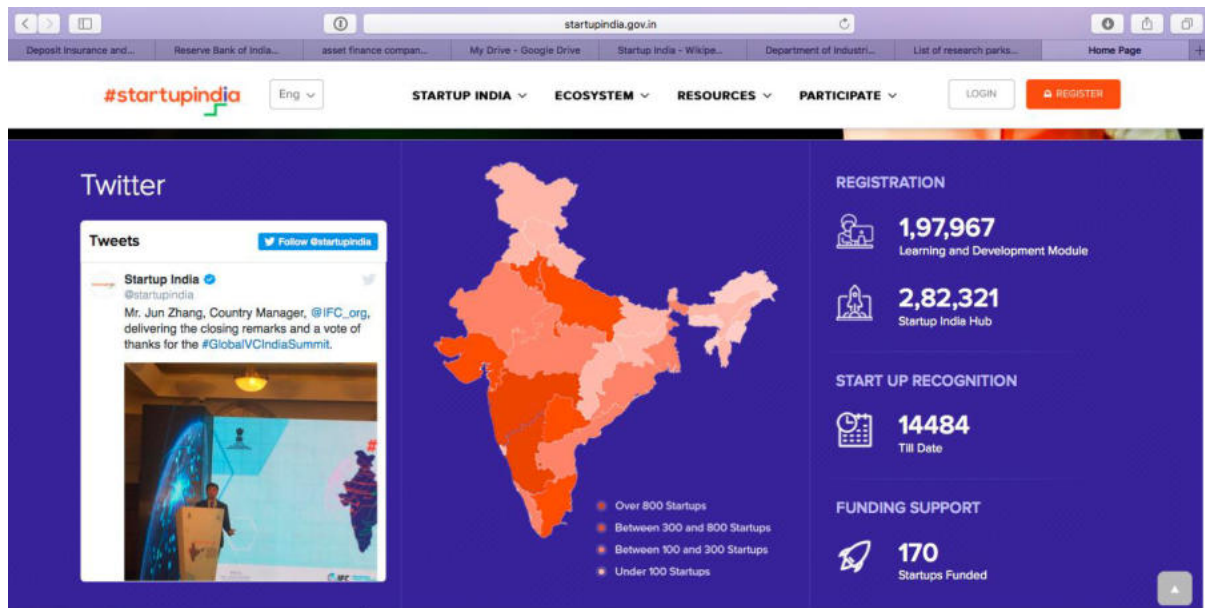 startupindia.gov.in
Deposit Insurance and...
Reserve Bank of India...
asset finance compan...
My Drive - Google Drive
Startup India - Wikipe...
Department of Industri...
List of research parks...
Home Page
#startupindia
Eng
STARTUP INDIA
ECOSYSTEM
RESOURCES
PARTICIPATE
LOGIN
REGISTER
Twitter
Tweets
Follow @startupindia
Startup India
@startupindia
Mr. Jun Zhang, Country Manager, @IFC_org,
delivering the closing remarks and a vote of
thanks for the #GlobalVCIndiaSummit.
IFC
Over 800 Startups
Between 300 and 800 Startups
Between 100 and 300 Startups
Under 100 Startups
REGISTRATION
1,97,967
Learning and Development Module
2,82,321
Startup India Hub
START UP RECOGNITION
14484
Till Date
FUNDING SUPPORT
170
Startups Funded